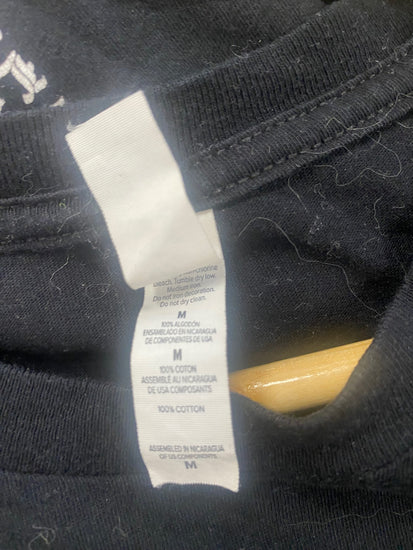 Bleach. Tumble dry low.
Medium iron.
Do not iron decoration.
Do not dry clean.
M
100% ALGODÓN
ENSAMBLADO EN NICARAGUA
DE COMPONENTES DE USA
M
100% COTON
ASSEMBLE AU NICARAGUA
DE USA COMPOSANTS
100% COTTON
ASSEMBLED IN NICARAGUA
OF US COMPONENTS
M